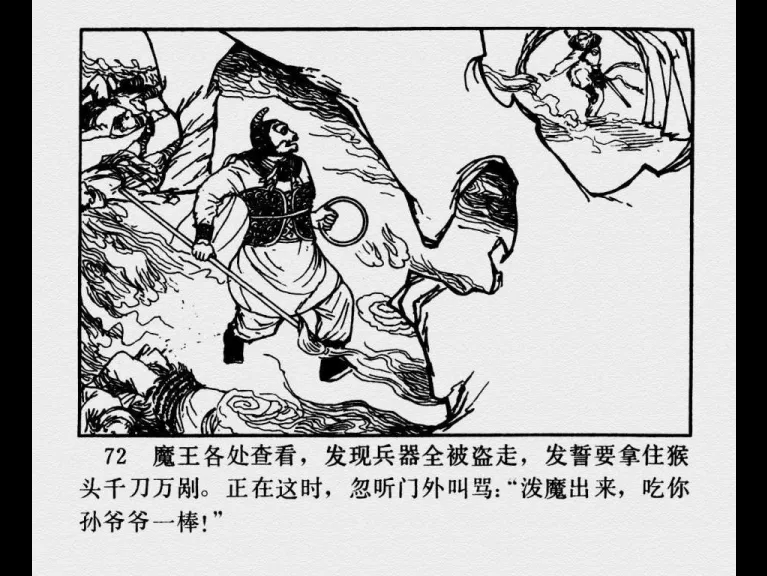 72 魔王各处查看，发现兵器全被盗走，发誓要拿住猴
头千刀万剐。正在这时，忽听门外叫骂：“泼魔出来，吃你
孙爷爷一棒！”